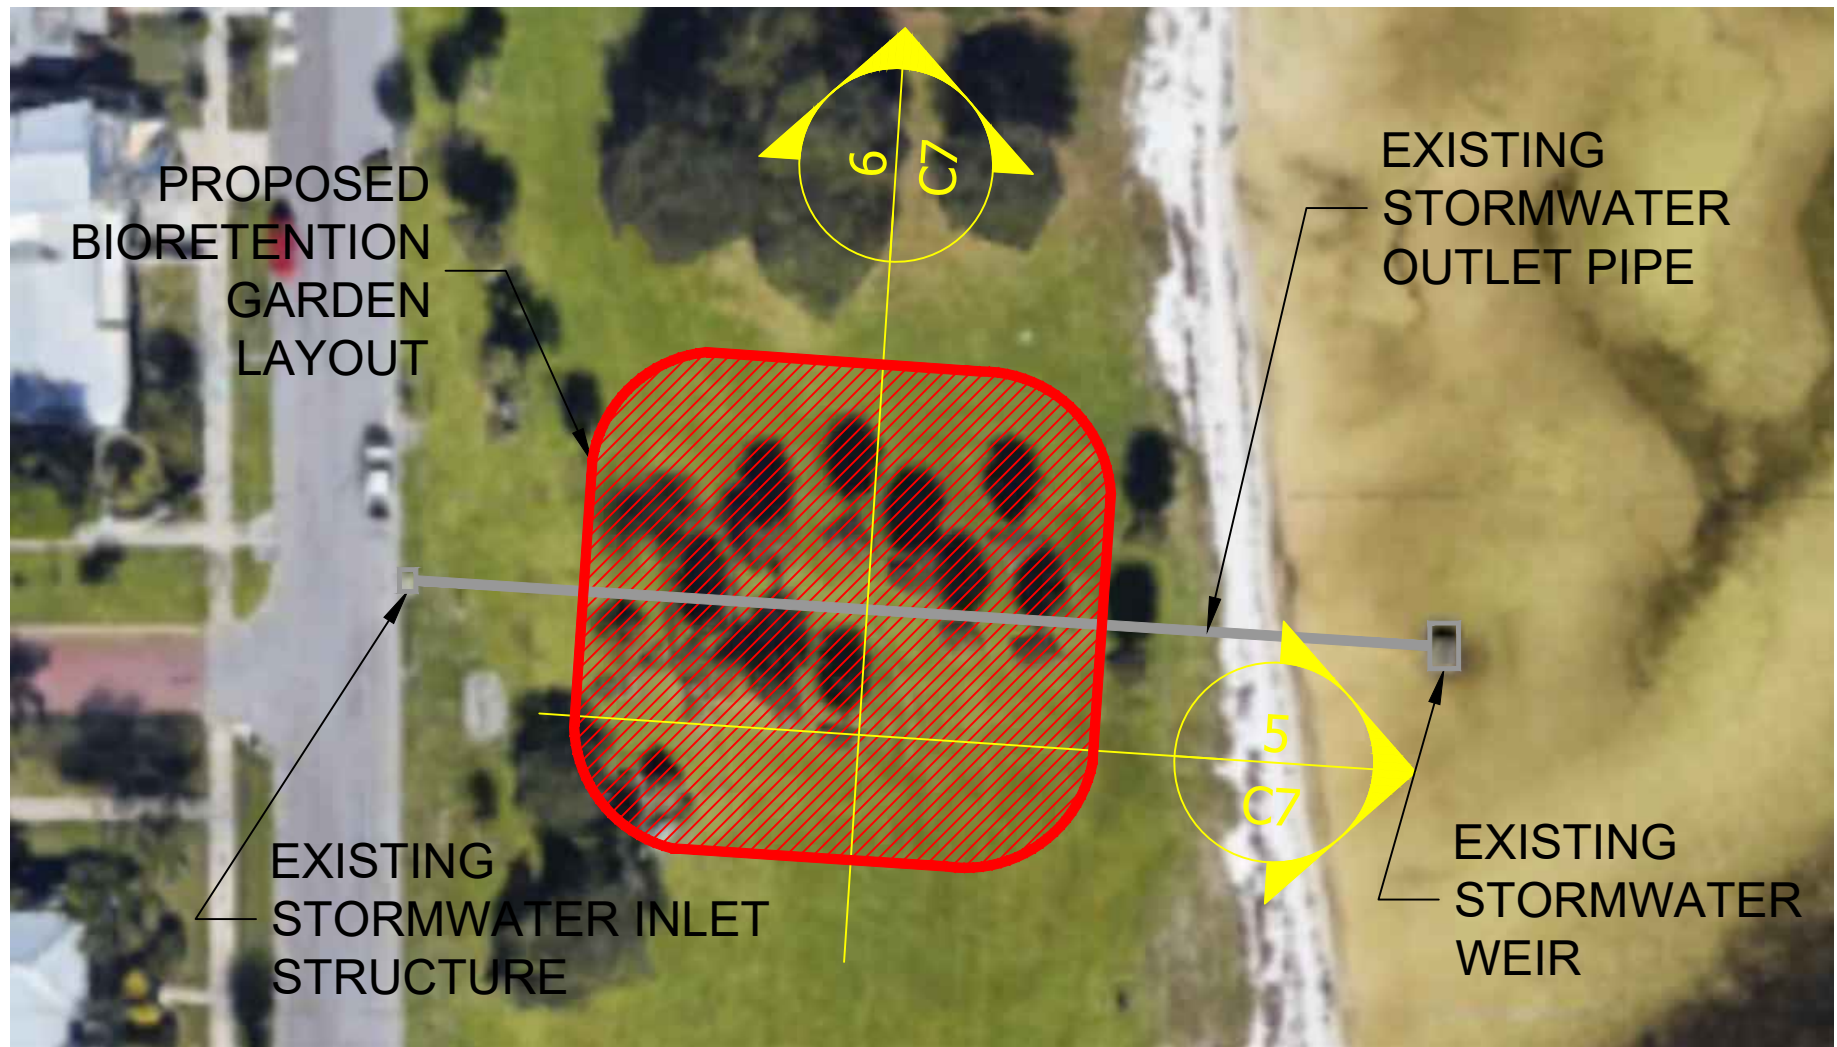 PROPOSED
BIORETENTION
GARDEN
LAYOUT
6
C7
EXISTING
STORMWATER
OUTLET PIPE
5
C7
EXISTING
STORMWATER INLET
STRUCTURE
EXISTING
STORMWATER
WEIR